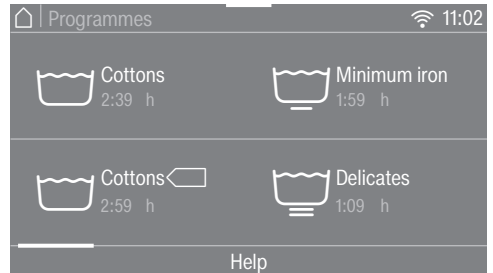 Programmes 11:02
Cottons
2:39 h
Minimum iron
1:59 h
Cottons
2:59 h
Delicates
1:09 h
Help